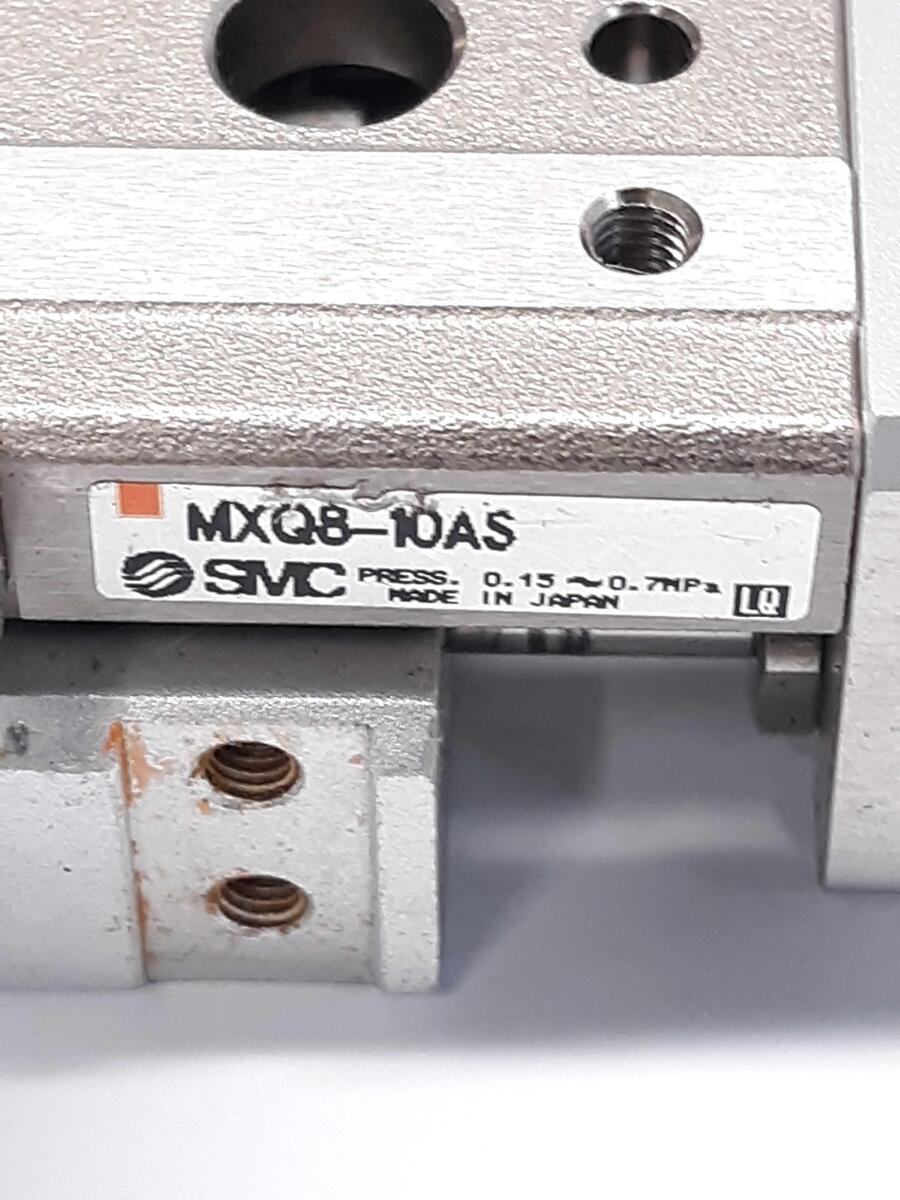 MXQ8-10AS
SMC PRESS. 0.15~0.7MPa LQ
MADE IN JAPAN